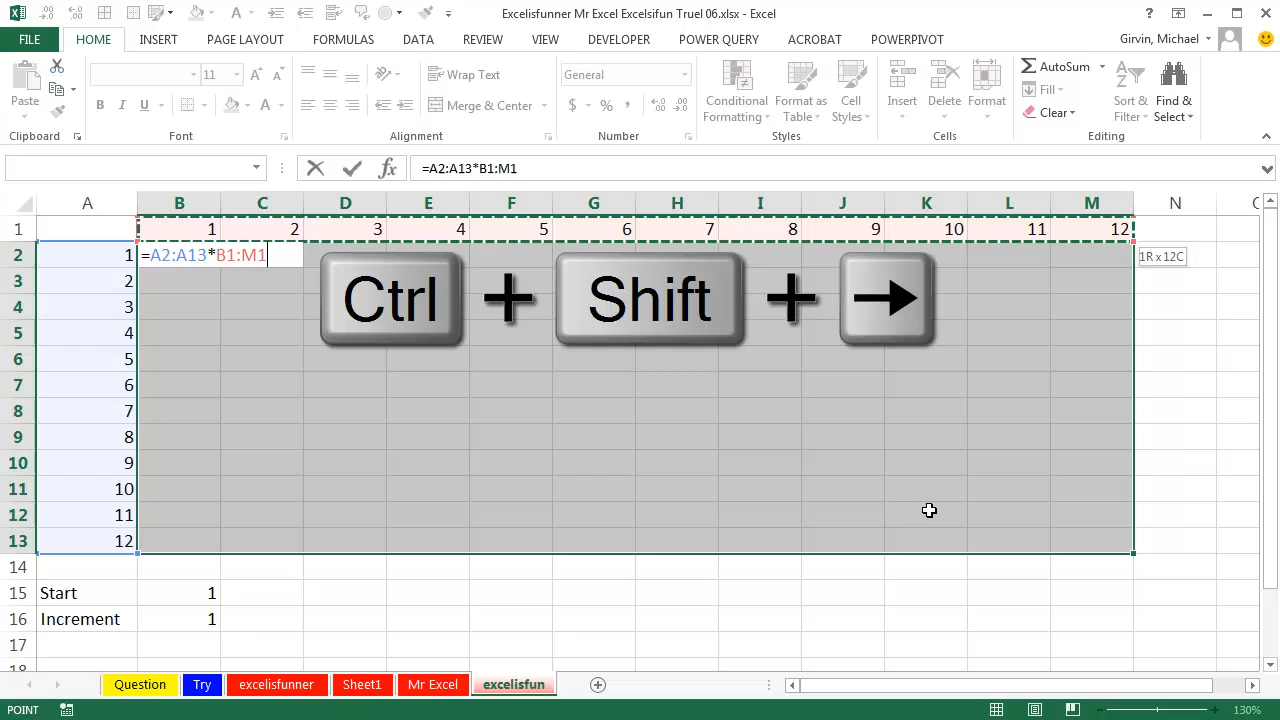 Excelisfunner Mr Excel Excelsifun Truel 06.xlsx - Excel
FILE HOME INSERT PAGE LAYOUT FORMULAS DATA REVIEW VIEW DEVELOPER POWER QUERY ACROBAT POWERPIVOT Girvin, Michael
Paste
11
Wrap Text
Merge & Center
General
Conditional Formatting
Format as Table
Cell Styles
Insert
Delete
Format
AutoSum
Fill
Clear
Sort & Filter
Find & Select
Clipboard Font Alignment Number Styles Cells Editing
=A2:A13*B1:M1
A B C D E F G H I J K L M N
1 1 2 3 4 5 6 7 8 9 10 11 12
2 1 =A2:A13*B1:M1 1R x 12C
3 2
4 3
5 4
6 5
7 6
8 7
9 8
10 9
11 10
12 11
13 12
Ctrl + Shift + →
14
15 Start 1
16 Increment 1
17
18
Question Try excelisfunner Sheet1 Mr Excel excelisfun
POINT 130%